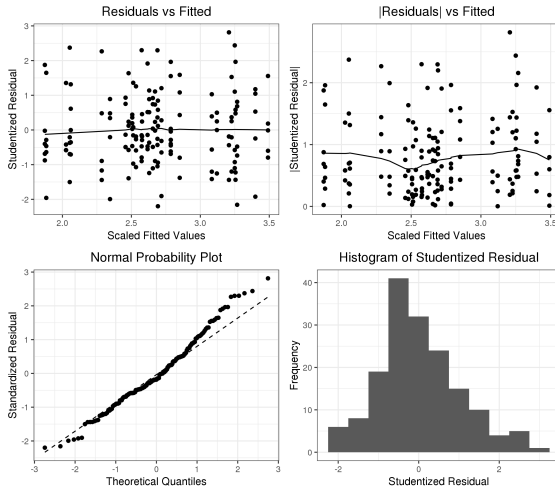 Residuals vs Fitted
Studentized Residual
3
2
1
0
-1
-2
2.0 2.5 3.0 3.5
Scaled Fitted Values
|Residuals| vs Fitted
|Studentized Residual|
2
1
0
2.0 2.5 3.0 3.5
Scaled Fitted Values
Normal Probability Plot
Standardized Residual
3
2
1
0
-1
-2
-3 -2 -1 0 1 2 3
Theoretical Quantiles
Histogram of Studentized Residual
Frequency
40
30
20
10
0
-2 0 2
Studentized Residual